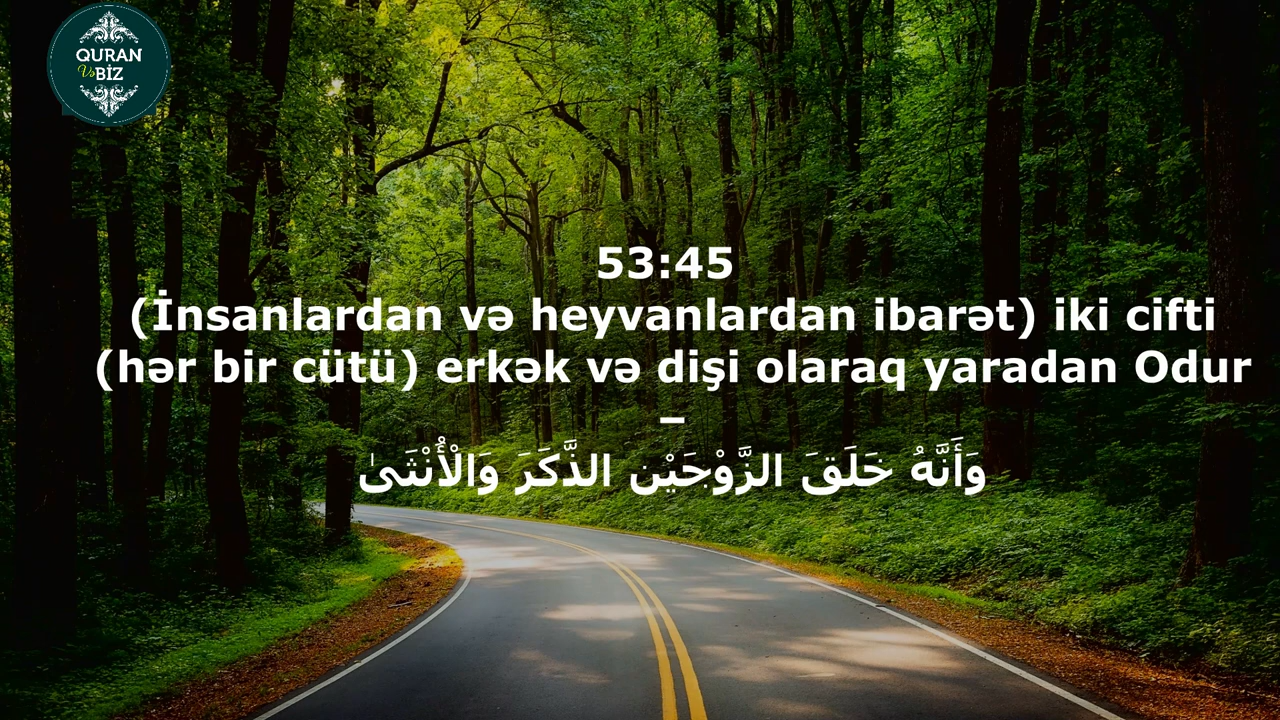 QURAN
Və BİZ
53:45
(İnsanlardan və heyvanlardan ibarət) iki cifti
(hər bir cütü) erkək və dişi olaraq yaradan Odur
–
وَأَنَّهُ خَلَقَ الزَّوْجَيْنِ الذَّكَرَ وَالْأُنْثَىٰ